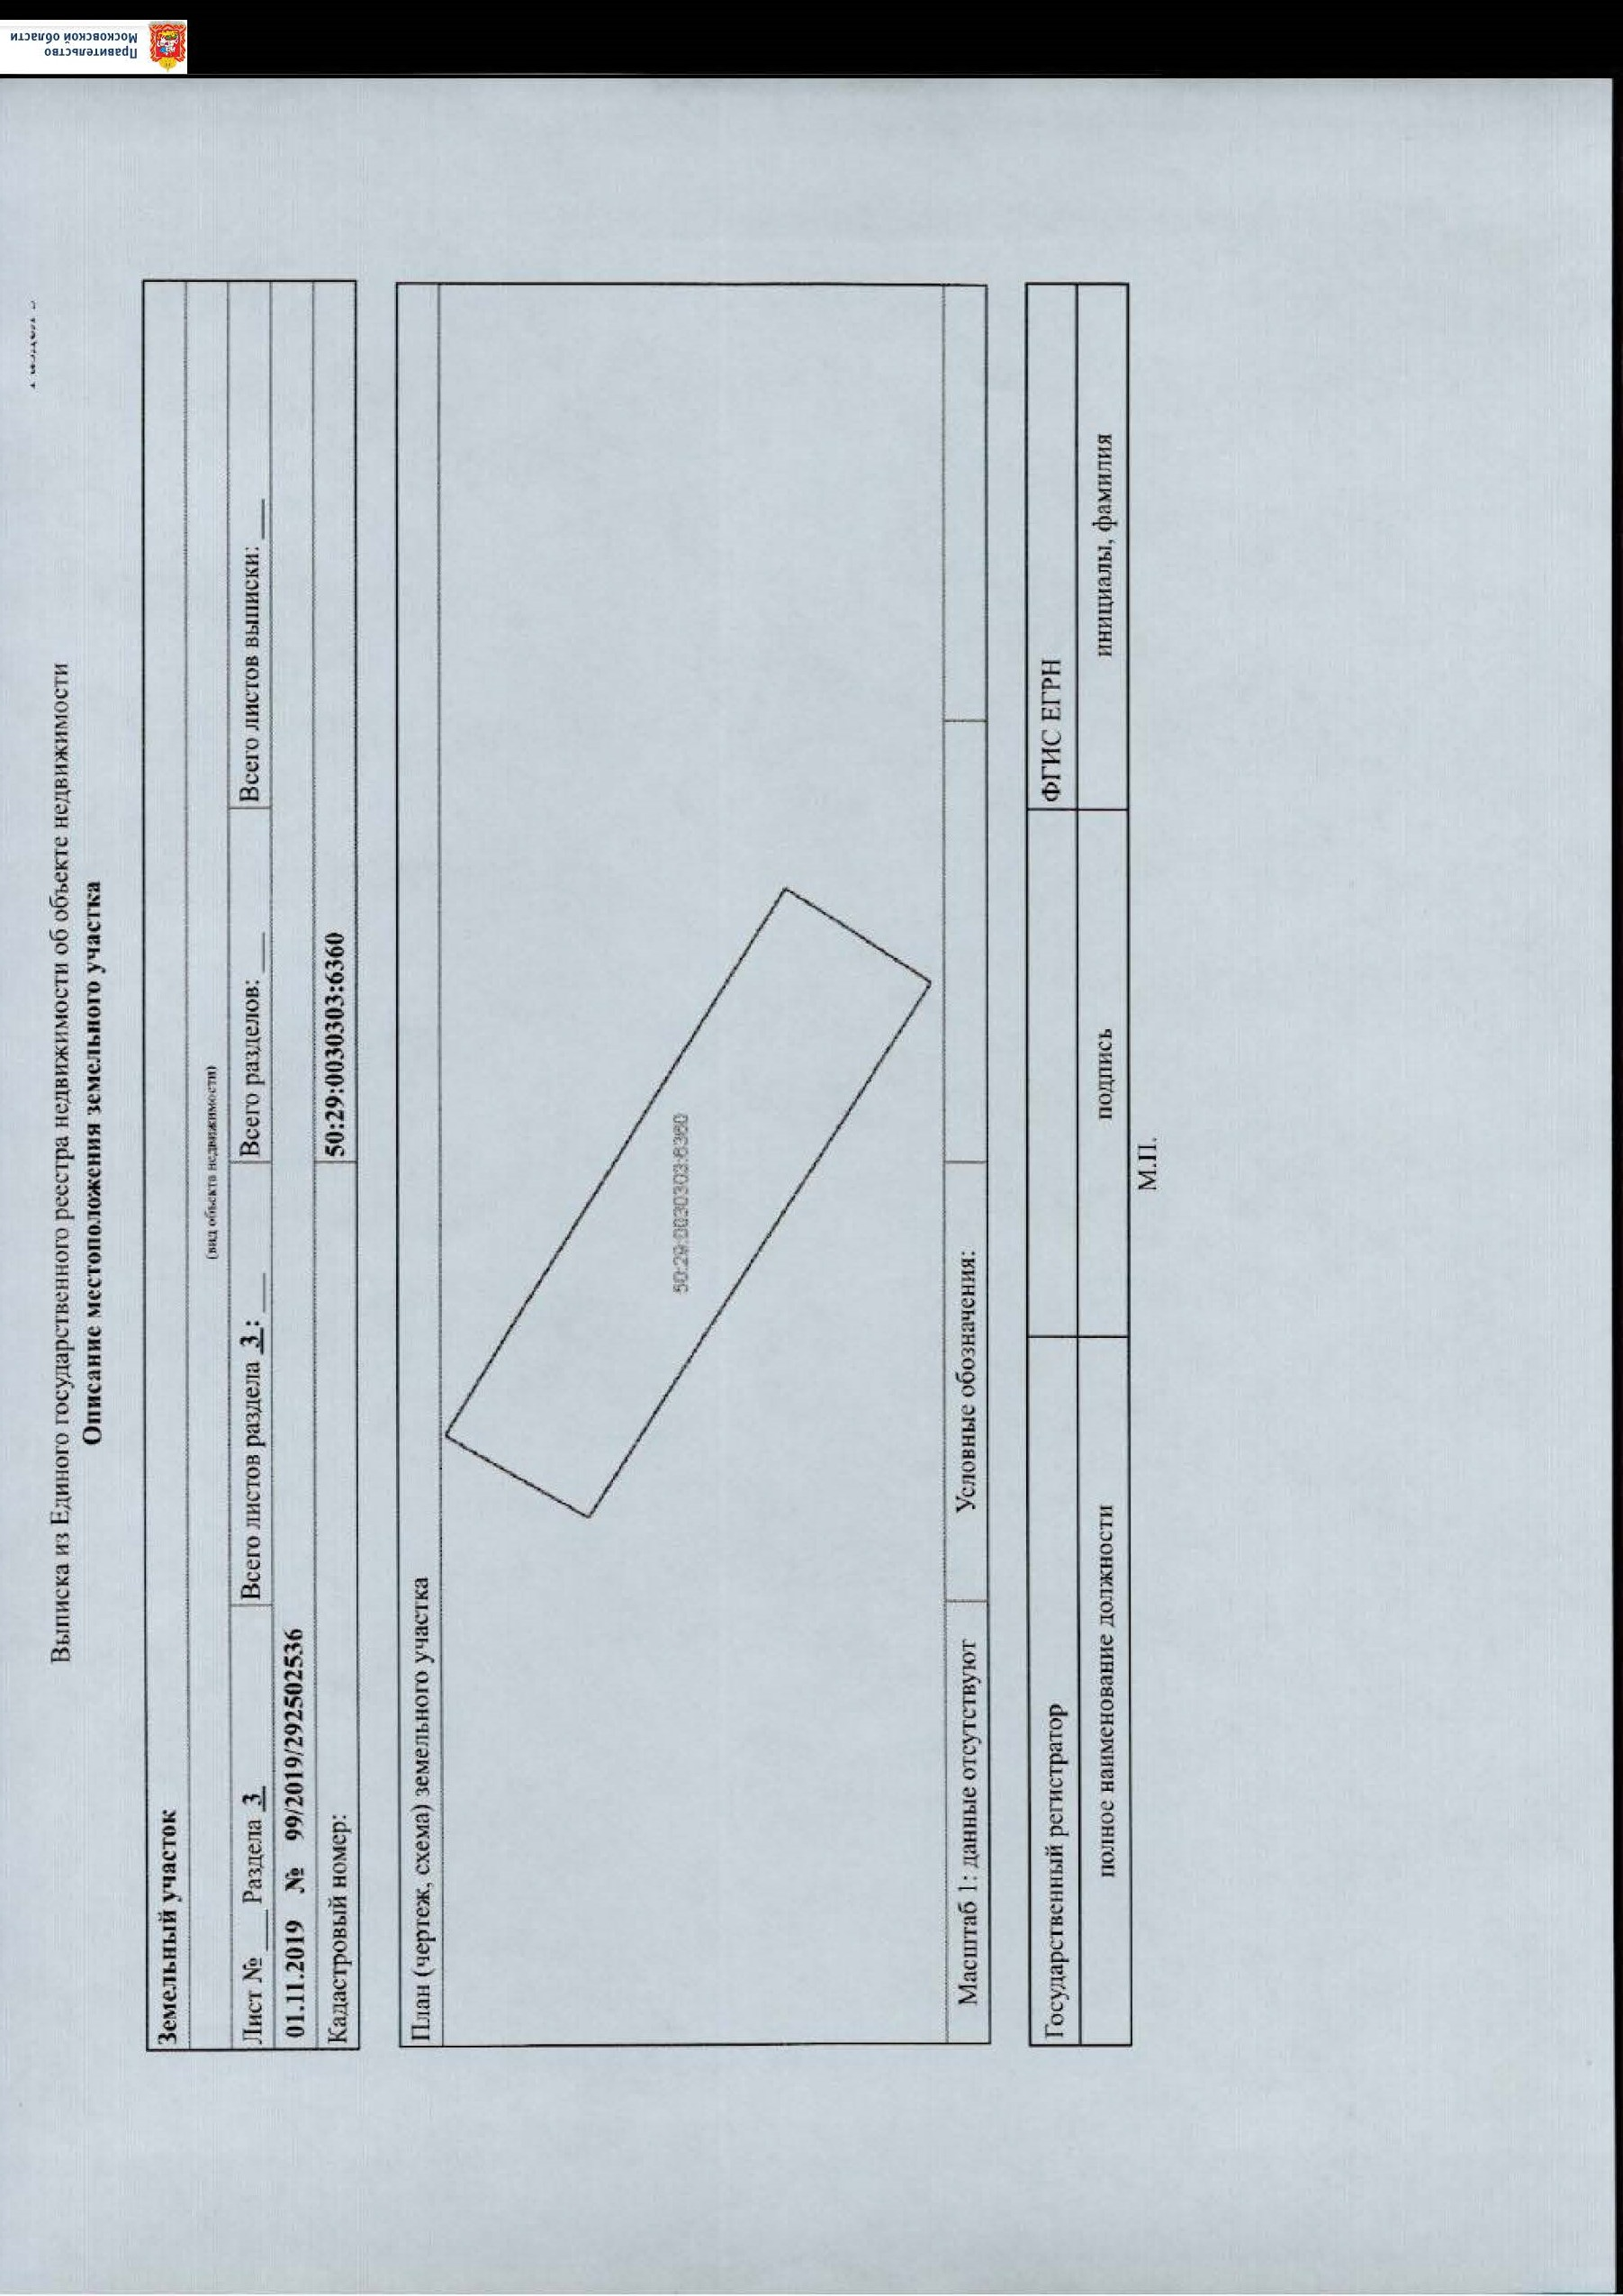 Правительство
Московской области
Выписка из Единого государственного реестра недвижимости об объекте недвижимости
Описание местоположения земельного участка
Земельный участок
(вид объекта недвижимости)
Лист № ___ Раздела 3 Всего листов раздела 3 : ___ Всего разделов: ___ Всего листов выписки: ___
01.11.2019 № 99/2019/292502536
Кадастровый номер: 50:29:0030303:6360
План (чертеж, схема) земельного участка
50:29:0030303:6360
Масштаб 1: данные отсутствуют Условные обозначения:
Государственный регистратор ФГИС ЕГРН
полное наименование должности подпись инициалы, фамилия
М.П.